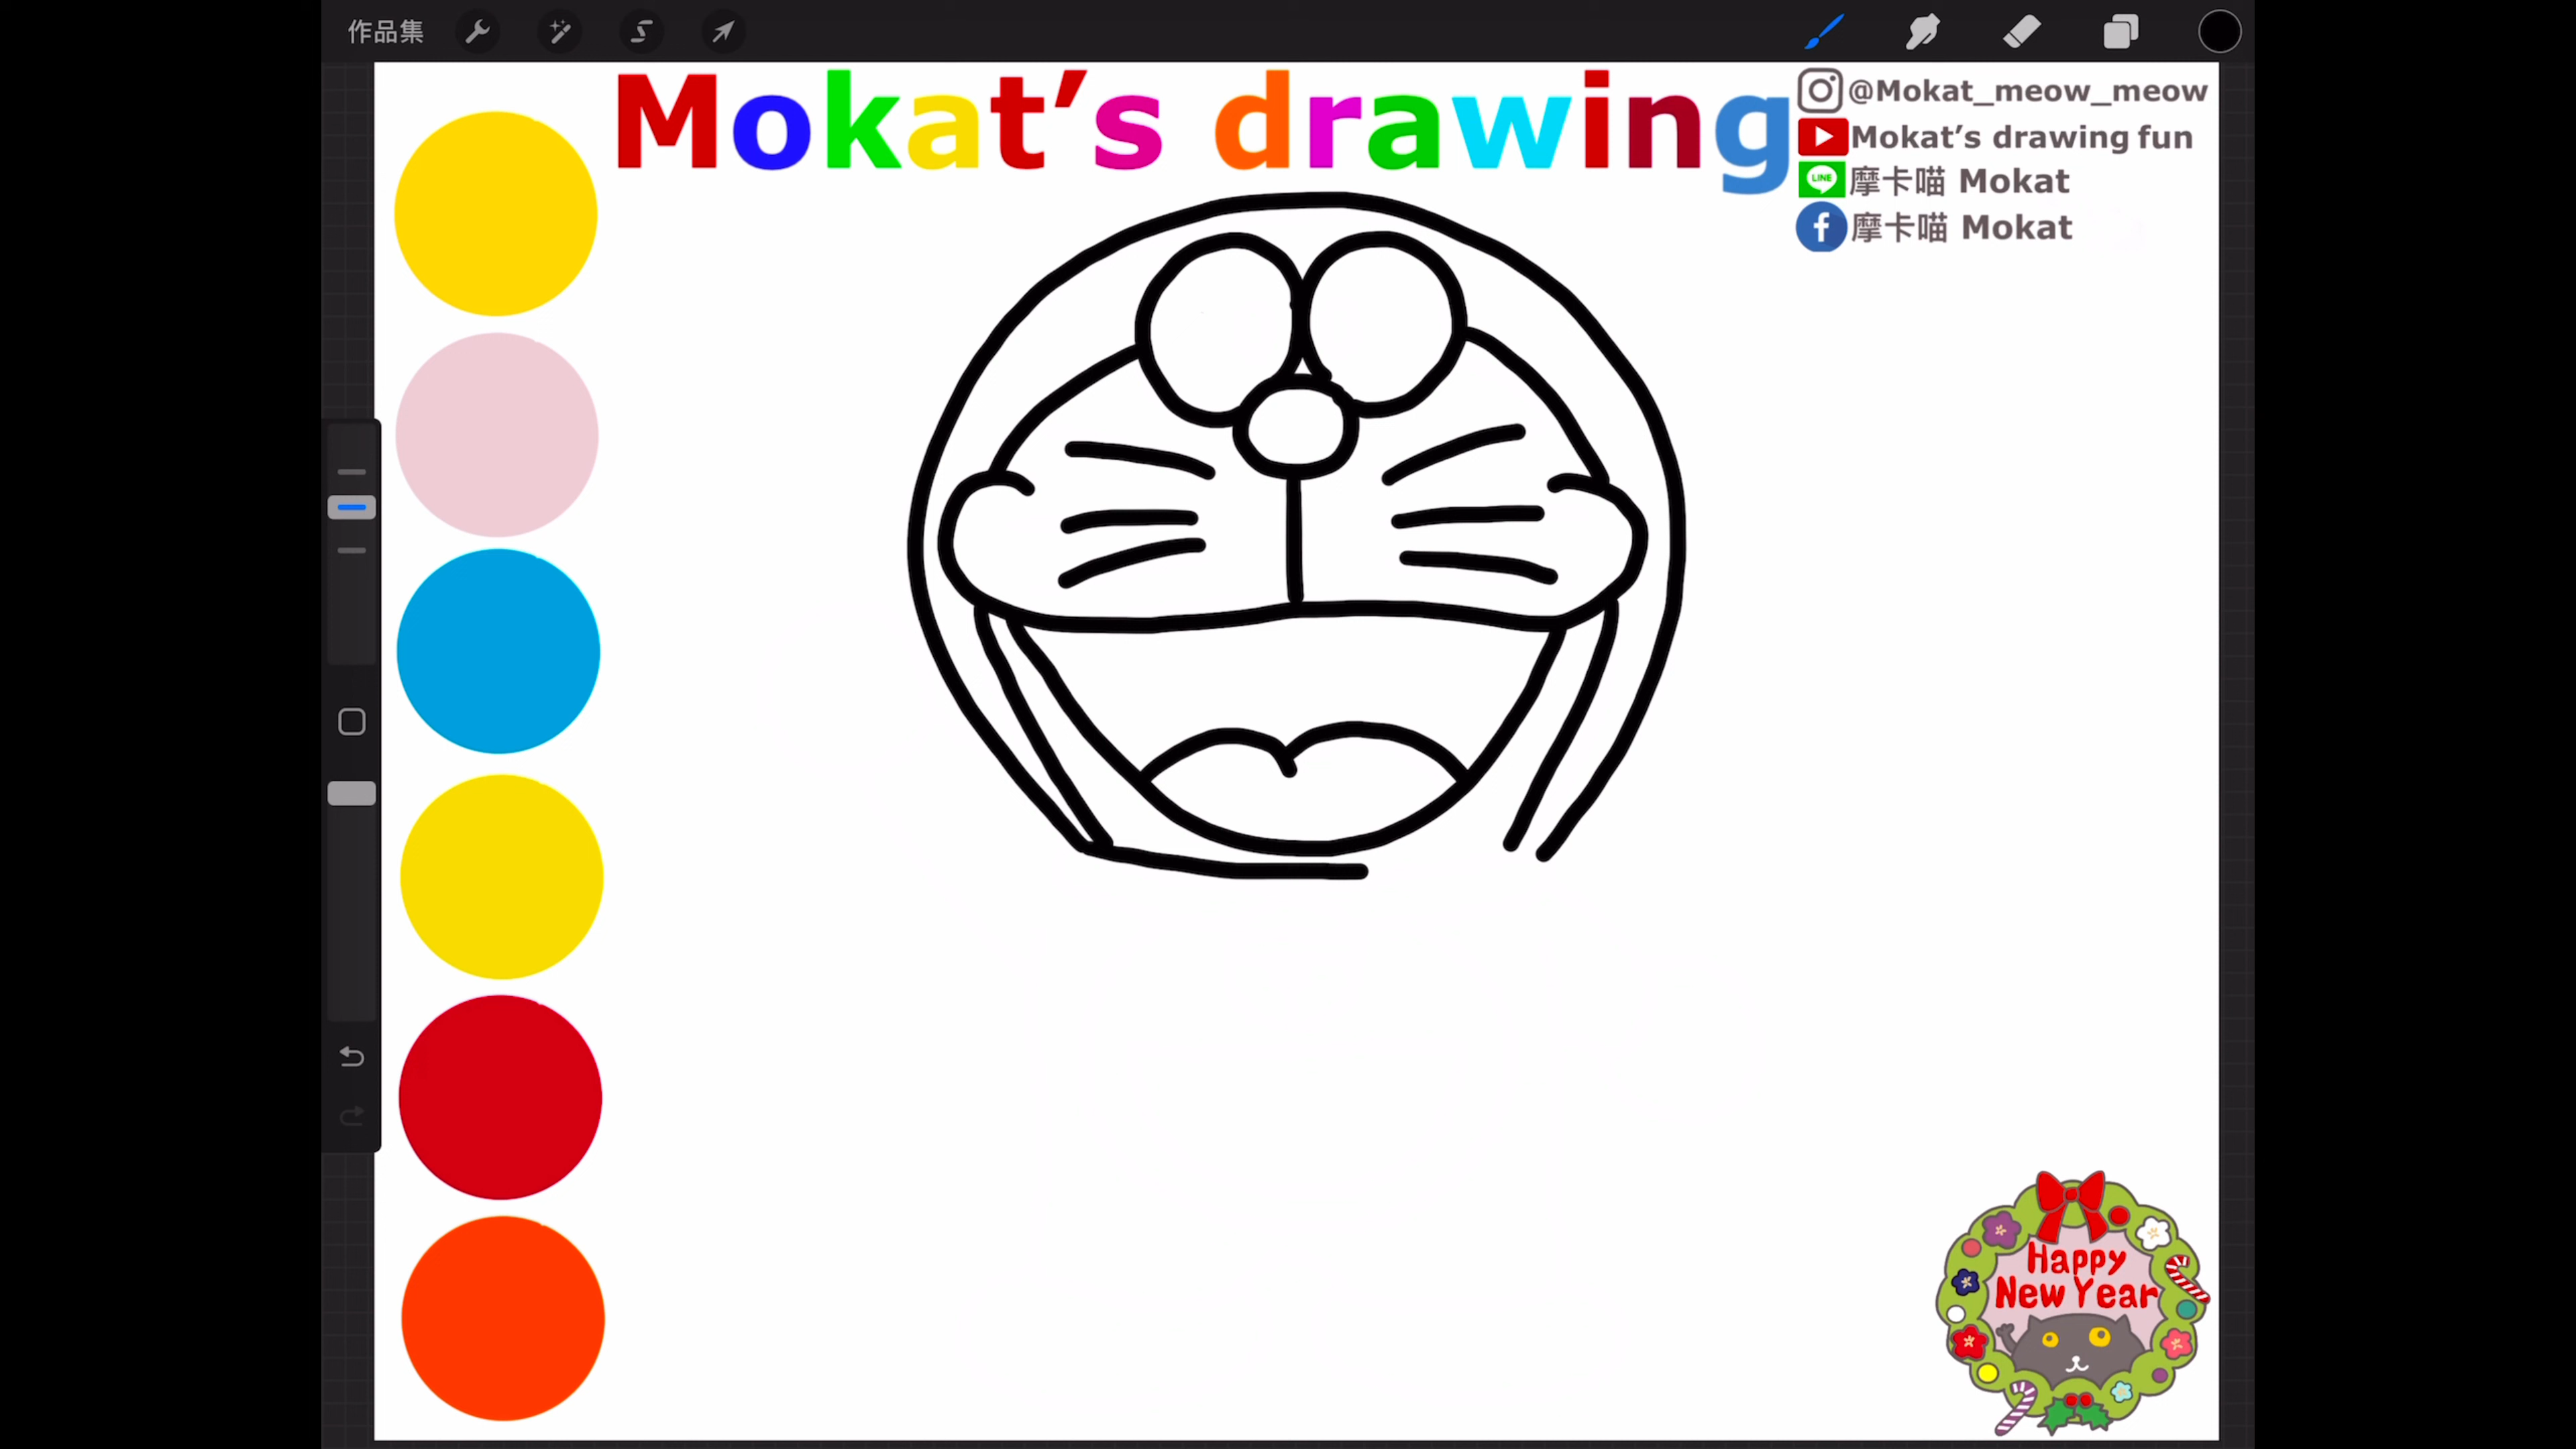 作品集
Mokat’s drawing
@Mokat_meow_meow
Mokat’s drawing fun
LINE
摩卡喵 Mokat
摩卡喵 Mokat
Happy
New Year